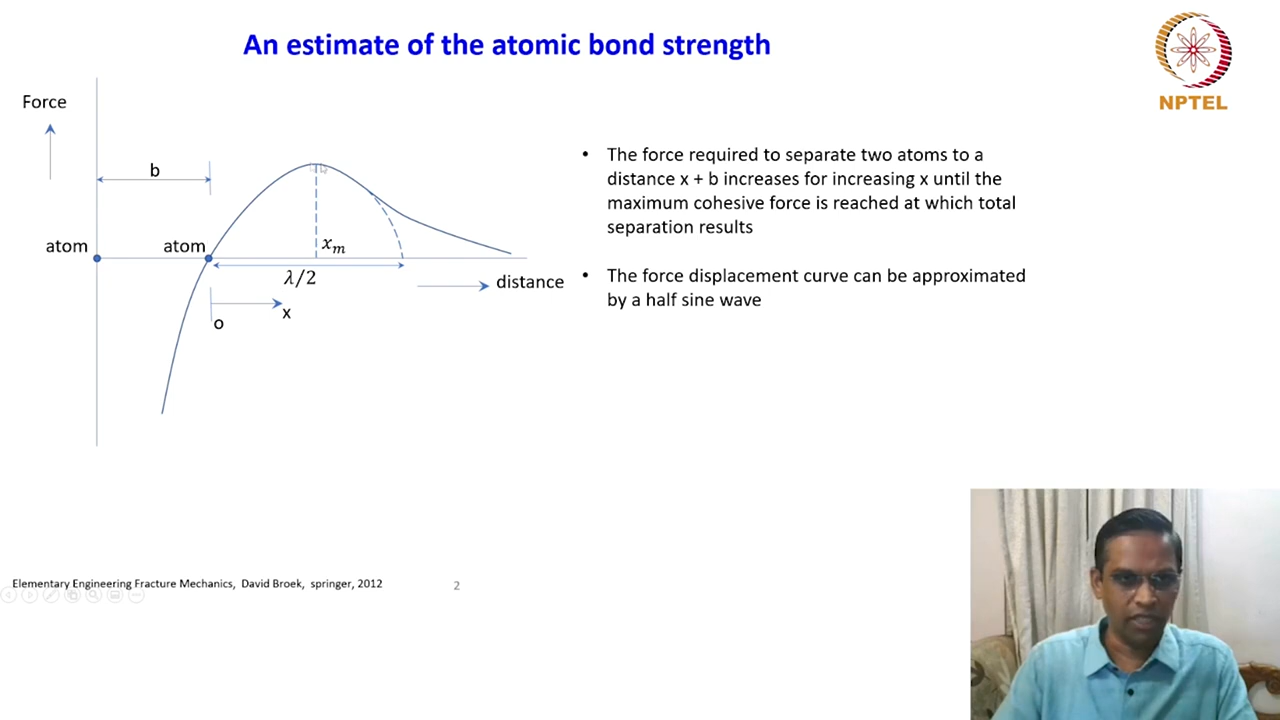 An estimate of the atomic bond strength
NPTEL
Force
b
atom
atom
x_m
λ/2
distance
o
x
• The force required to separate two atoms to a
distance x + b increases for increasing x until the
maximum cohesive force is reached at which total
separation results
• The force displacement curve can be approximated
by a half sine wave
Elementary Engineering Fracture Mechanics, David Broek, springer, 2012
2